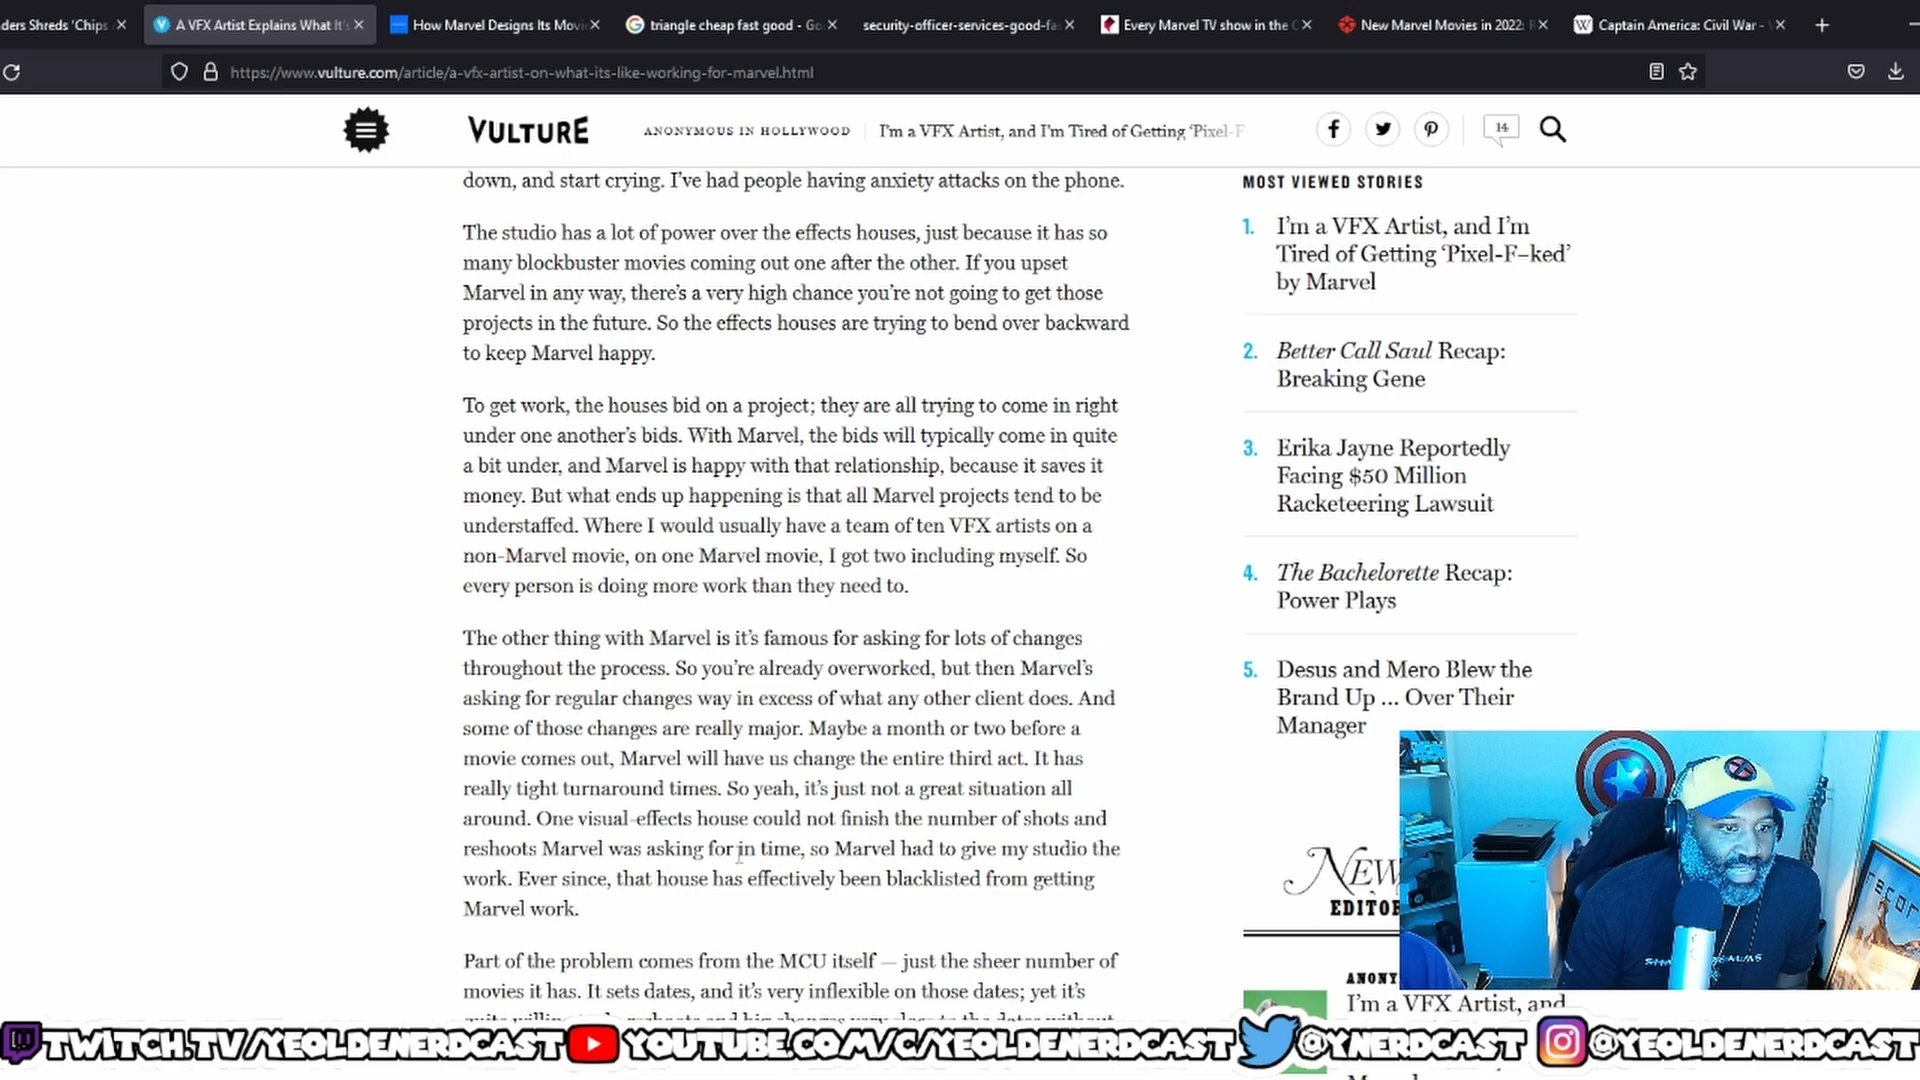 ders Shreds 'Chips
A VFX Artist Explains What It's
How Marvel Designs Its Movi
triangle cheap fast good - Go
security-officer-services-good-fa
Every Marvel TV show in the C
New Marvel Movies in 2022:
Captain America: Civil War -
https://www.vulture.com/article/a-vfx-artist-on-what-its-like-working-for-marvel.html
VULTURE
ANONYMOUS IN HOLLYWOOD
I'm a VFX Artist, and I'm Tired of Getting 'Pixel-F
14
down, and start crying. I've had people having anxiety attacks on the phone.
The studio has a lot of power over the effects houses, just because it has so
many blockbuster movies coming out one after the other. If you upset
Marvel in any way, there's a very high chance you're not going to get those
projects in the future. So the effects houses are trying to bend over backward
to keep Marvel happy.
To get work, the houses bid on a project; they are all trying to come in right
under one another's bids. With Marvel, the bids will typically come in quite
a bit under, and Marvel is happy with that relationship, because it saves it
money. But what ends up happening is that all Marvel projects tend to be
understaffed. Where I would usually have a team of ten VFX artists on a
non-Marvel movie, on one Marvel movie, I got two including myself. So
every person is doing more work than they need to.
The other thing with Marvel is it's famous for asking for lots of changes
throughout the process. So you're already overworked, but then Marvel's
asking for regular changes way in excess of what any other client does. And
some of those changes are really major. Maybe a month or two before a
movie comes out, Marvel will have us change the entire third act. It has
really tight turnaround times. So yeah, it's just not a great situation all
around. One visual-effects house could not finish the number of shots and
reshoots Marvel was asking for in time, so Marvel had to give my studio the
work. Ever since, that house has effectively been blacklisted from getting
Marvel work.
Part of the problem comes from the MCU itself — just the sheer number of
movies it has. It sets dates, and it's very inflexible on those dates; yet it's
MOST VIEWED STORIES
1. I'm a VFX Artist, and I'm
Tired of Getting 'Pixel-F–ked'
by Marvel
2. Better Call Saul Recap:
Breaking Gene
3. Erika Jayne Reportedly
Facing $50 Million
Racketeering Lawsuit
4. The Bachelorette Recap:
Power Plays
5. Desus and Mero Blew the
Brand Up ... Over Their
Manager
NEW
EDITOR
ANONY
I'm a VFX Artist, and
TWITCH.TV/YEOLDENERDCAST
YOUTUBE.COM/C/YEOLDENERDCAST
@YNERDCAST
@YEOLDENERDCAST